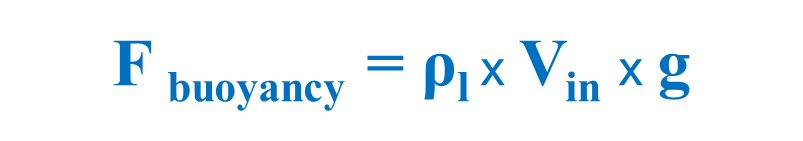 F buoyancy = ρl x Vin x g